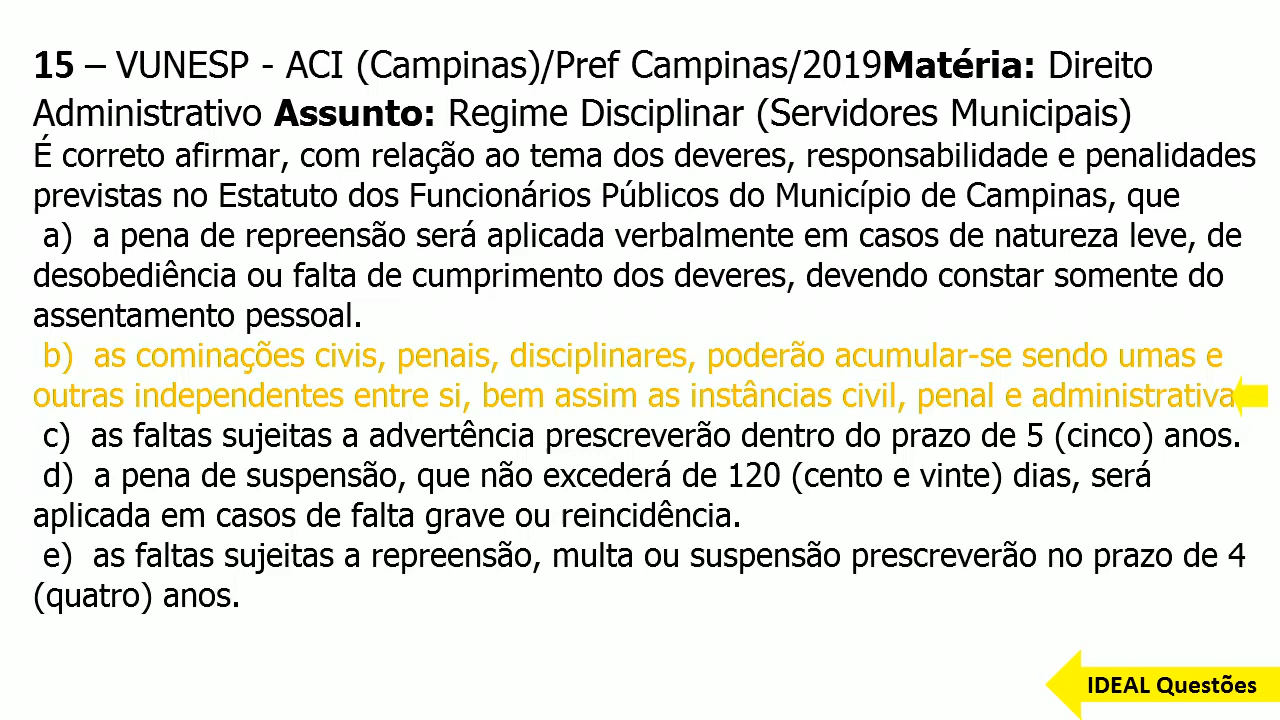 15 – VUNESP - ACI (Campinas)/Pref Campinas/2019Matéria: Direito
Administrativo Assunto: Regime Disciplinar (Servidores Municipais)
É correto afirmar, com relação ao tema dos deveres, responsabilidade e penalidades
previstas no Estatuto dos Funcionários Públicos do Município de Campinas, que
a) a pena de repreensão será aplicada verbalmente em casos de natureza leve, de
desobediência ou falta de cumprimento dos deveres, devendo constar somente do
assentamento pessoal.
b) as cominações civis, penais, disciplinares, poderão acumular-se sendo umas e
outras independentes entre si, bem assim as instâncias civil, penal e administrativa
c) as faltas sujeitas a advertência prescreverão dentro do prazo de 5 (cinco) anos.
d) a pena de suspensão, que não excederá de 120 (cento e vinte) dias, será
aplicada em casos de falta grave ou reincidência.
e) as faltas sujeitas a repreensão, multa ou suspensão prescreverão no prazo de 4
(quatro) anos.
IDEAL Questões